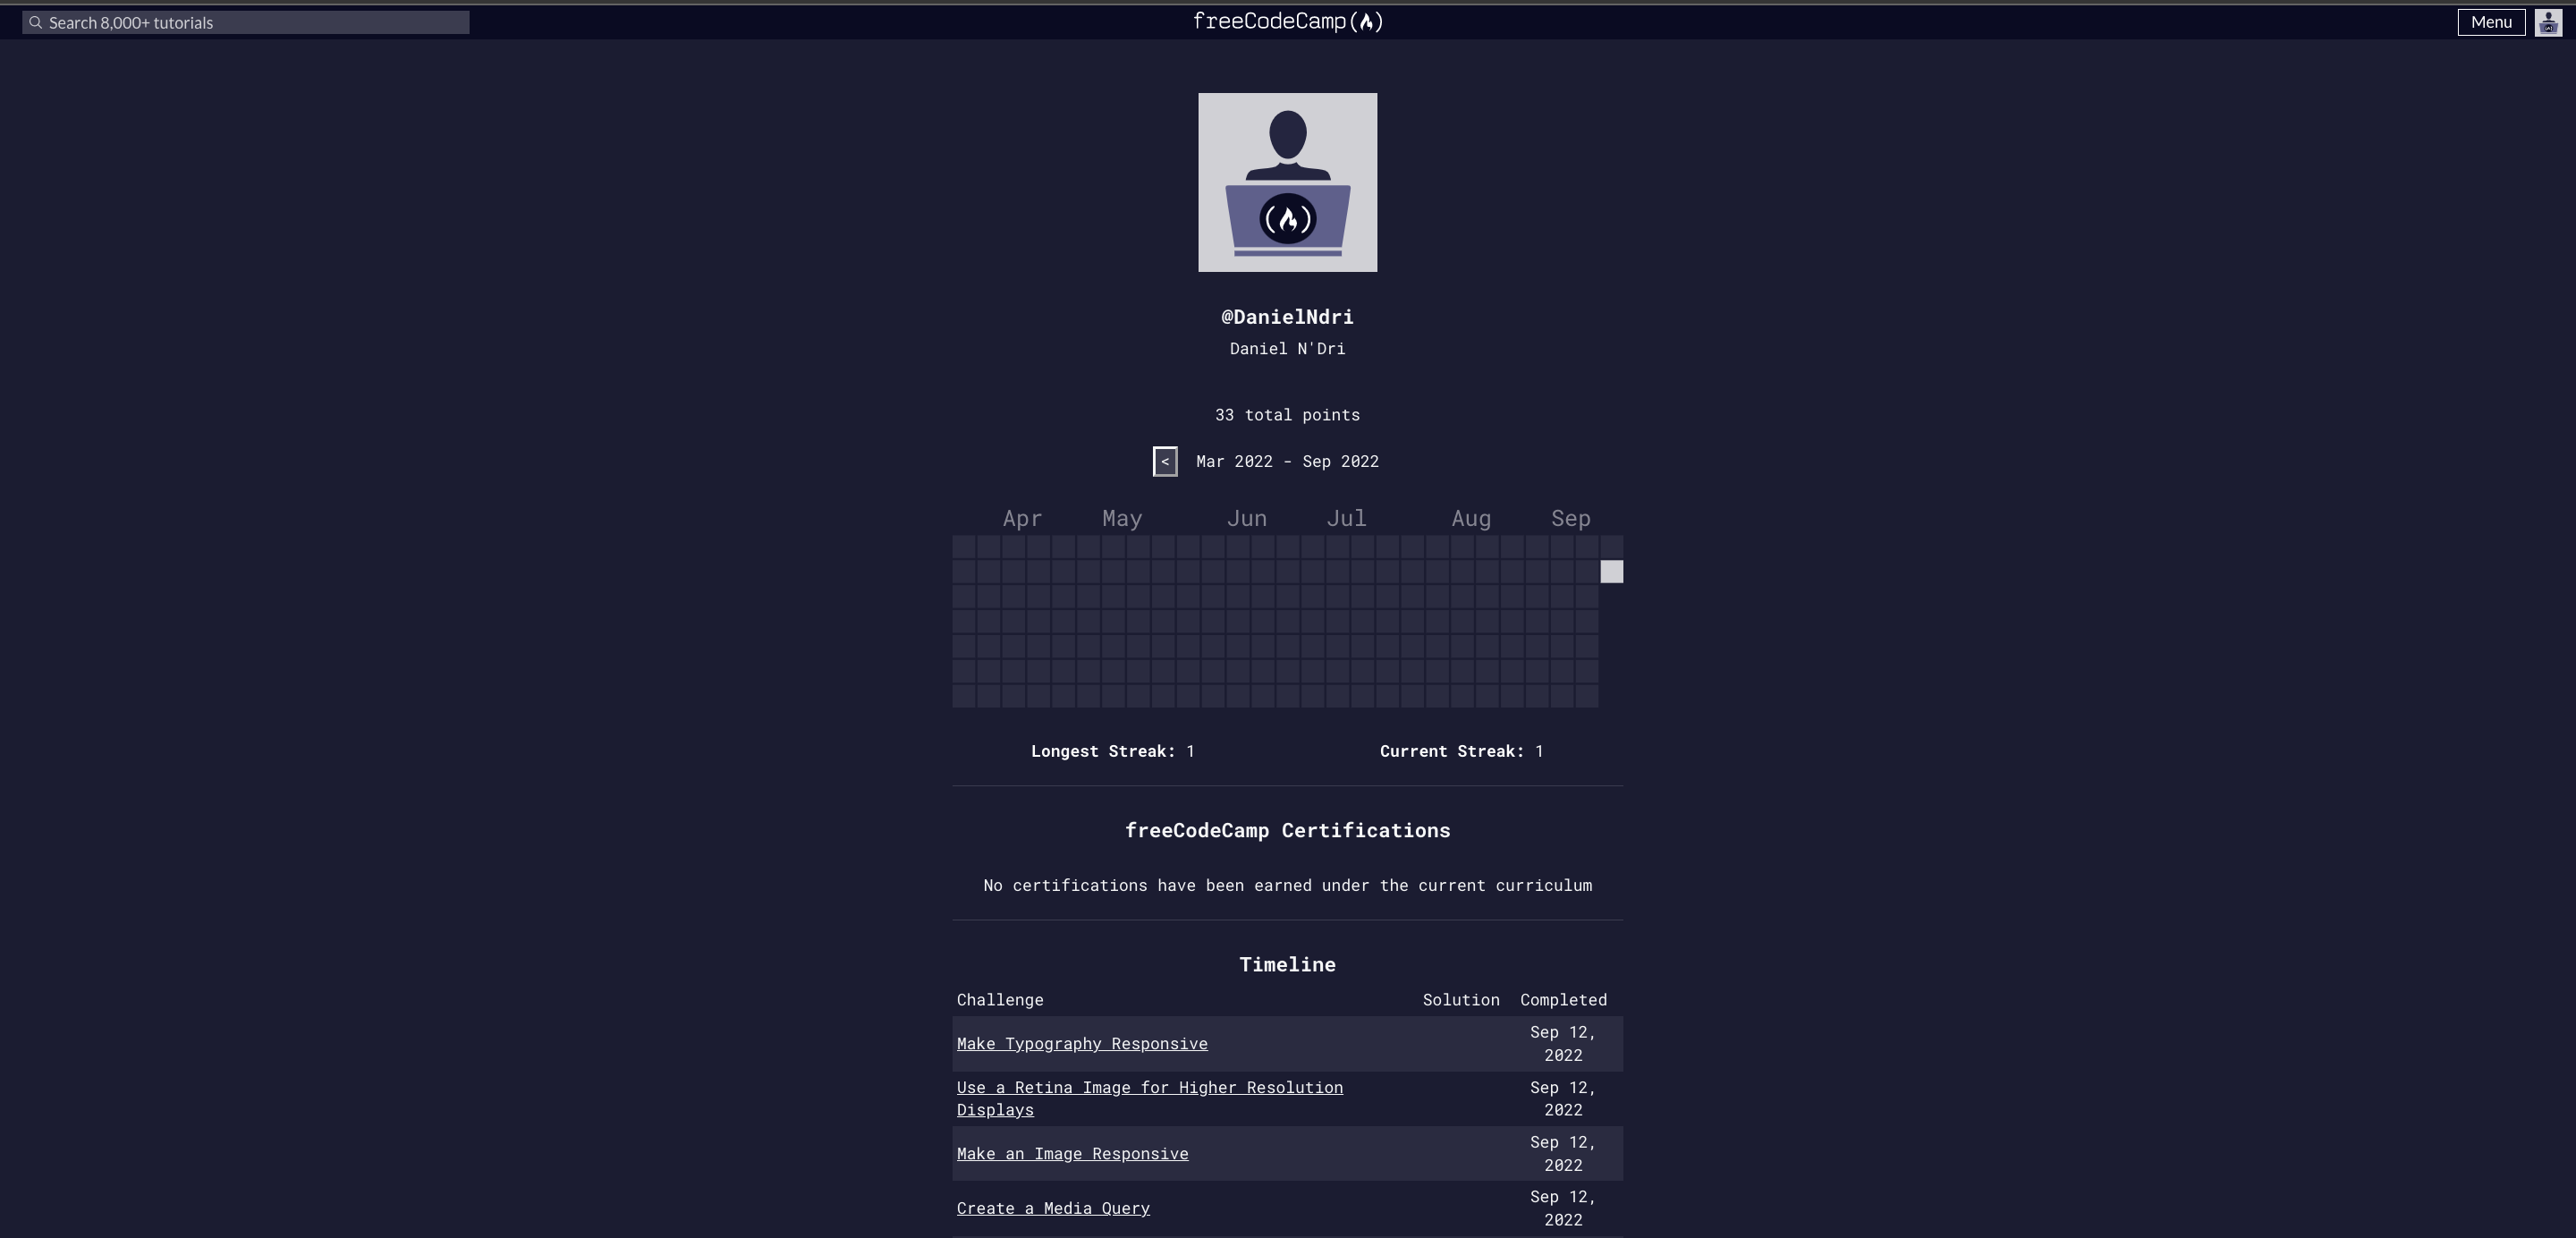 Search 8,000+ tutorials
freeCodeCamp(🔥)
Menu
@DanielNdri
Daniel N'Dri
33 total points
< Mar 2022 - Sep 2022
Apr May Jun Jul Aug Sep
Longest Streak: 1 Current Streak: 1
freeCodeCamp Certifications
No certifications have been earned under the current curriculum
Timeline
Challenge Solution Completed
Make Typography Responsive Sep 12,
2022
Use a Retina Image for Higher Resolution Sep 12,
Displays 2022
Make an Image Responsive Sep 12,
2022
Create a Media Query Sep 12,
2022